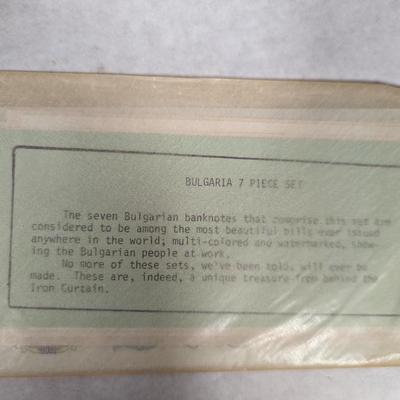 BULGARIA 7 PIECE SET
The seven Bulgarian banknotes that comprise this set are
considered to be among the most beautiful bills ever issued
anywhere in the world; multi-colored and watermarked, show-
ing the Bulgarian people at work.
No more of these sets, we've been told, will ever be
made. These are, indeed, a unique treasure from behind the
Iron Curtain.